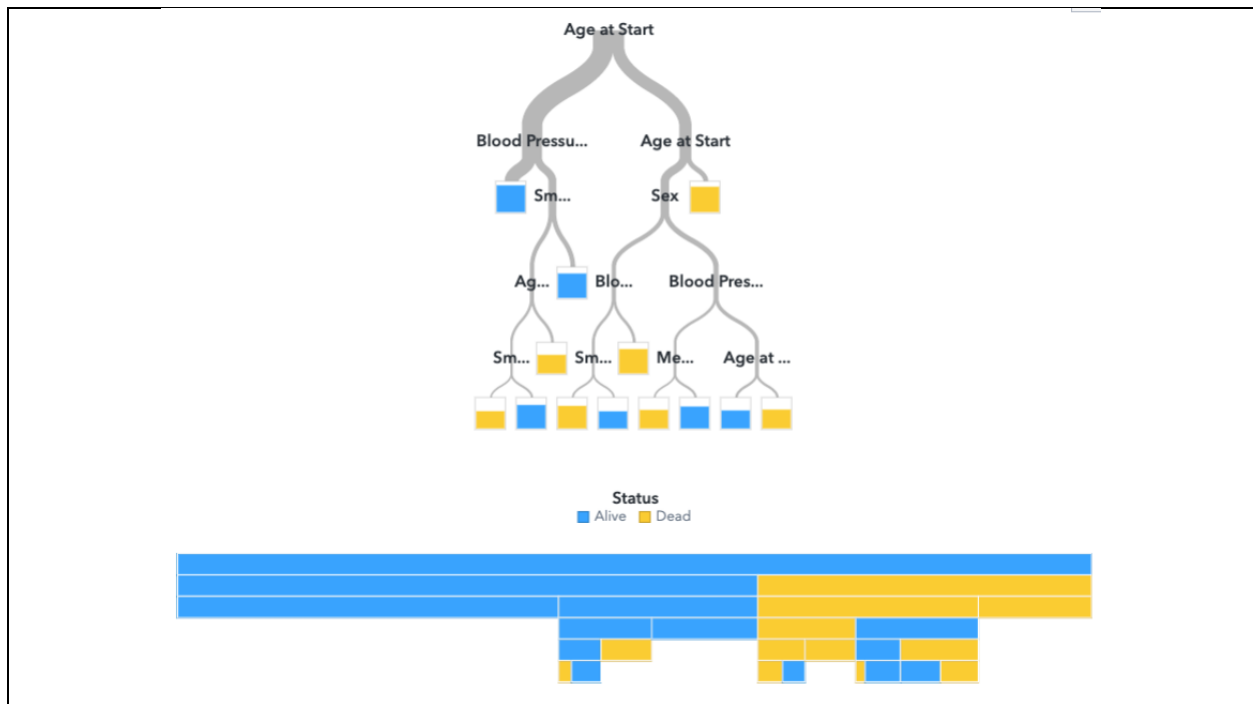 Age at Start
Blood Pressu... Age at Start
Sm... Sex
Ag... Blo... Blood Pres...
Sm... Sm... Me... Age at ...
Status
Alive Dead